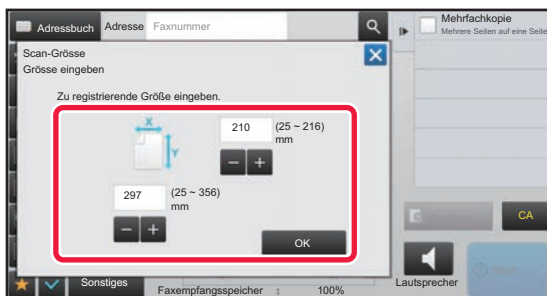 Adressbuch Adresse Faxnummer
Mehrfachkopie
Mehrere Seiten auf eine Seite
Scan-Grösse
Grösse eingeben
Zu registrierende Größe eingeben.
X
Y
210 (25 ~ 216)
mm
297 (25 ~ 356)
mm
OK
CA
Start
Sonstiges
Faxempfangsspeicher : 100%
Lautsprecher